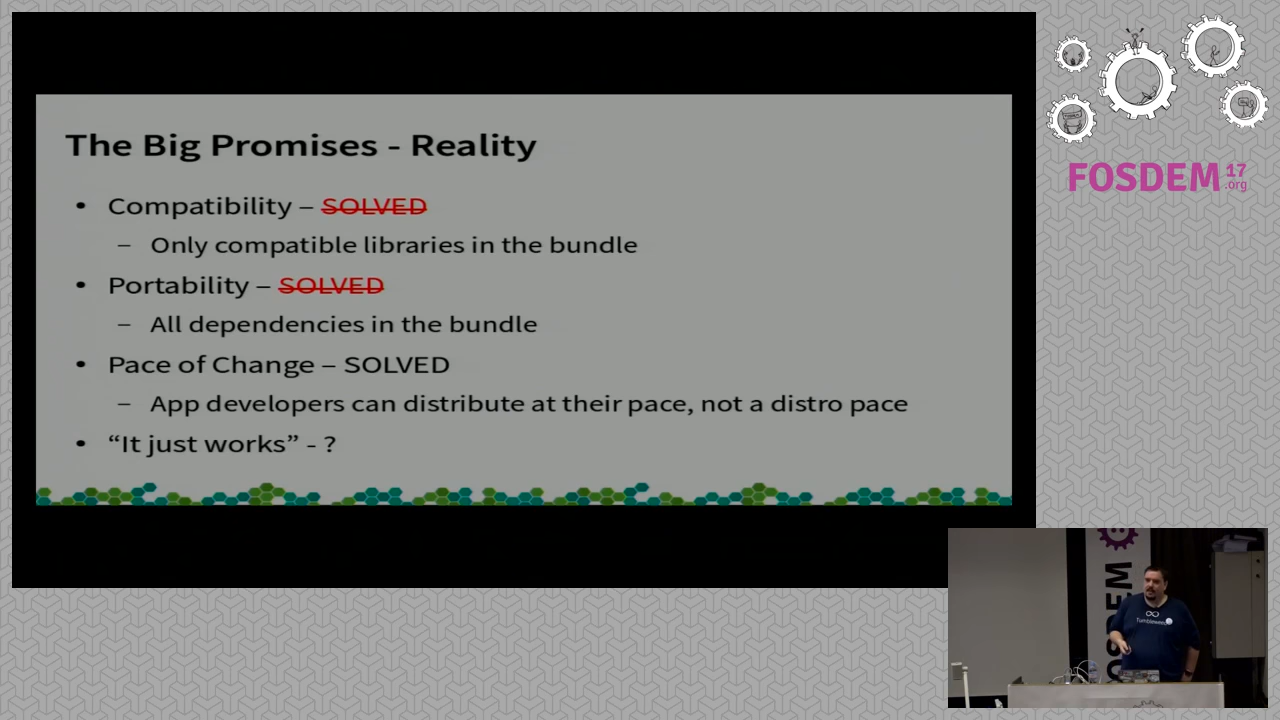 The Big Promises - Reality
• Compatibility – SOLVED
– Only compatible libraries in the bundle
• Portability – SOLVED
– All dependencies in the bundle
• Pace of Change – SOLVED
– App developers can distribute at their pace, not a distro pace
• “It just works” - ?
FOSDEM 17
.org
OSDEM
Tumbleweed